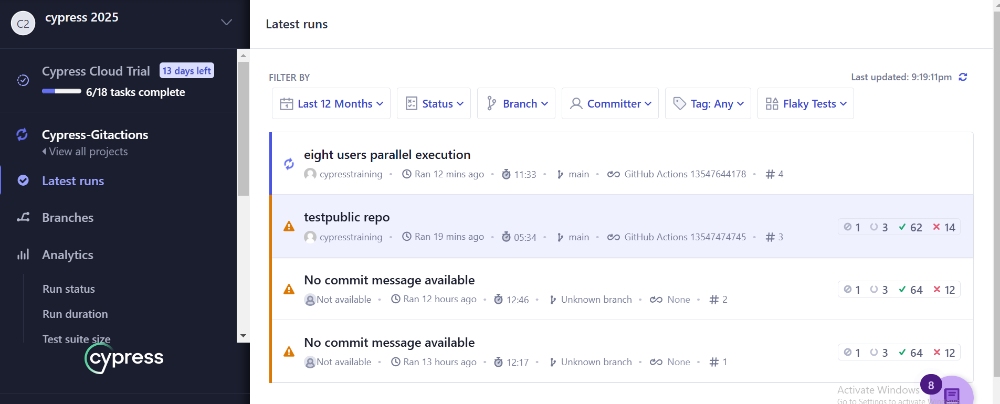 C2
cypress 2025
Cypress Cloud Trial 13 days left
6/18 tasks complete
Cypress-Gitactions
View all projects
Latest runs
Branches
Analytics
Run status
Run duration
Test suite size
cypress
Latest runs
FILTER BY
Last updated: 9:19:11pm
Last 12 Months Status Branch Committer Tag: Any Flaky Tests
eight users parallel execution
cypresstraining • Ran 12 mins ago • 11:33 • main • GitHub Actions 13547644178 • # 4
testpublic repo
cypresstraining • Ran 19 mins ago • 05:34 • main • GitHub Actions 13547474745 • # 3
1 3 62 14
No commit message available
Not available • Ran 12 hours ago • 12:46 • Unknown branch • None • # 2
1 3 64 12
No commit message available
Not available • Ran 13 hours ago • 12:17 • Unknown branch • None • # 1
1 3 64 12
8
Activate Windows
Go to Settings to activate Windows.